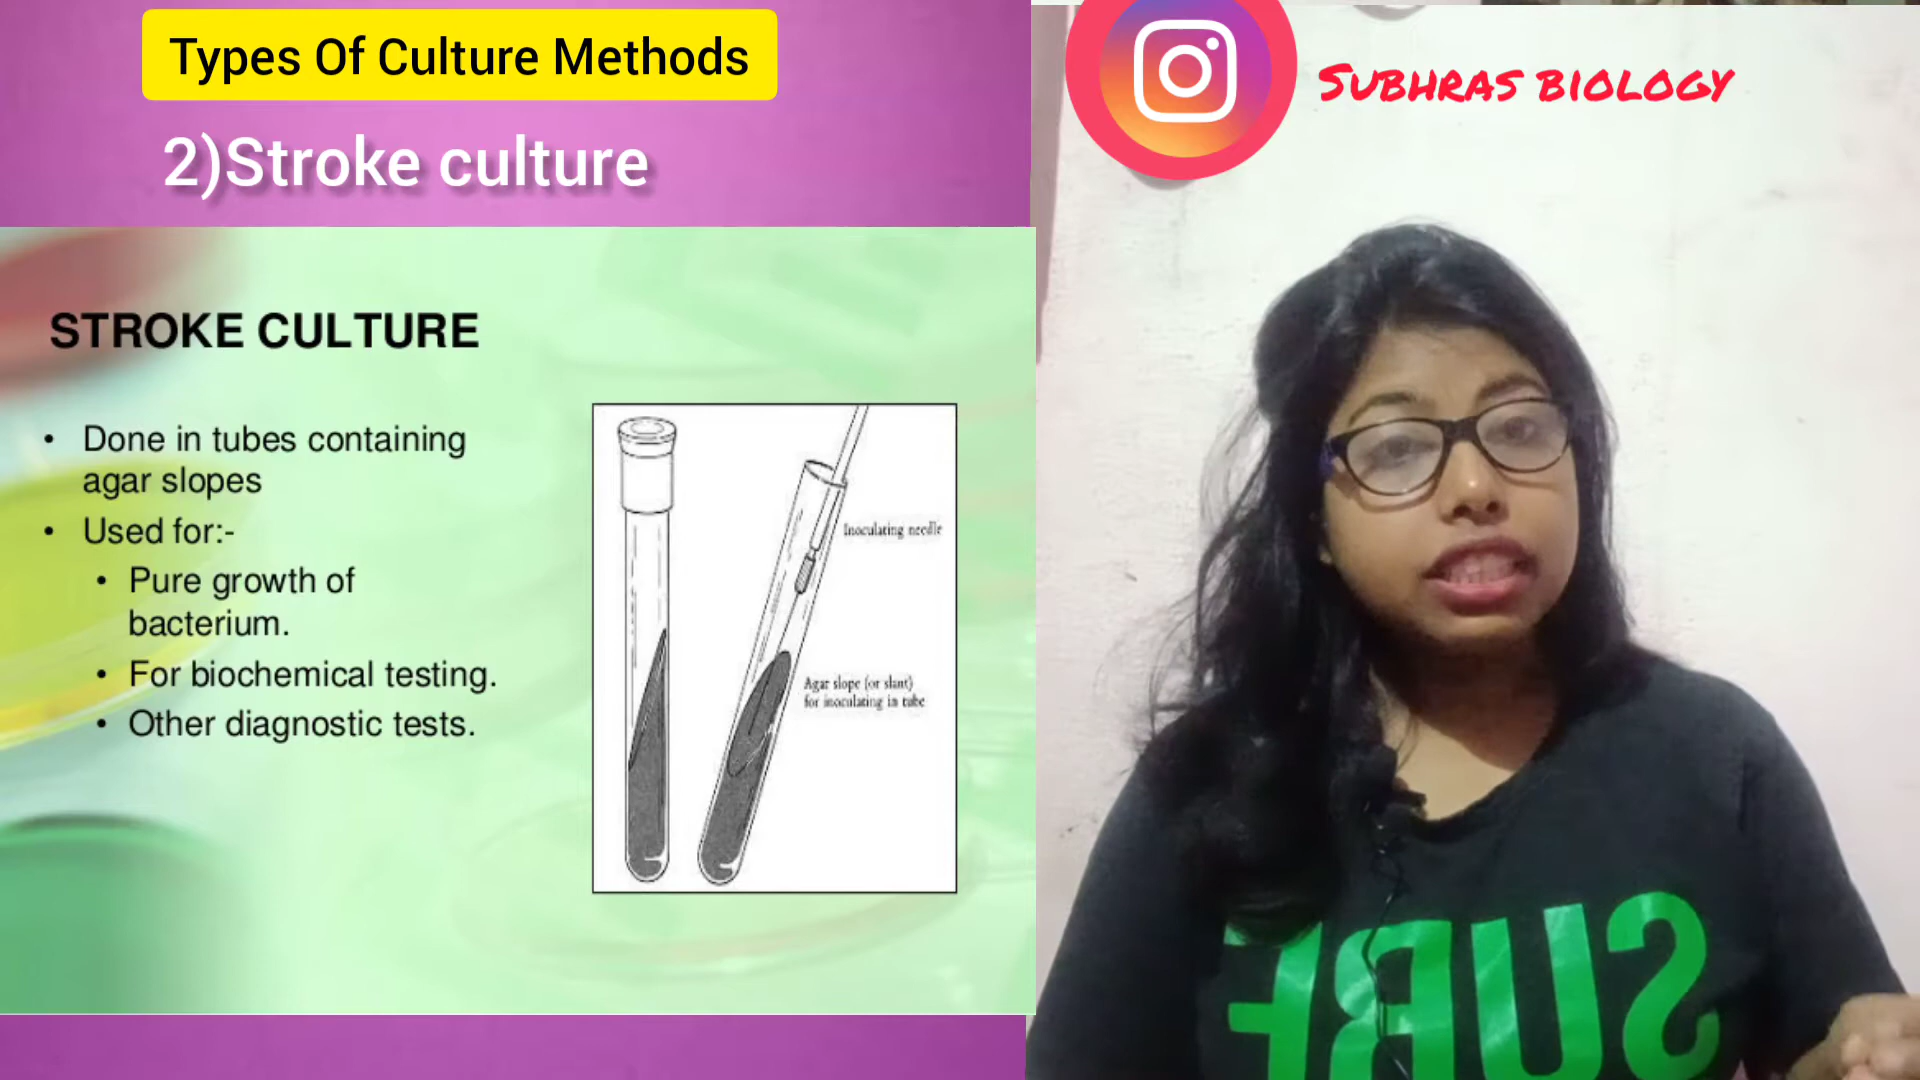 Types Of Culture Methods
2)Stroke culture
SUBHRAS BIOLOGY
STROKE CULTURE
• Done in tubes containing
agar slopes
• Used for:-
• Pure growth of
bacterium.
• For biochemical testing.
• Other diagnostic tests.
Inoculating needle
Agar slope (or slant)
for inoculating in tube